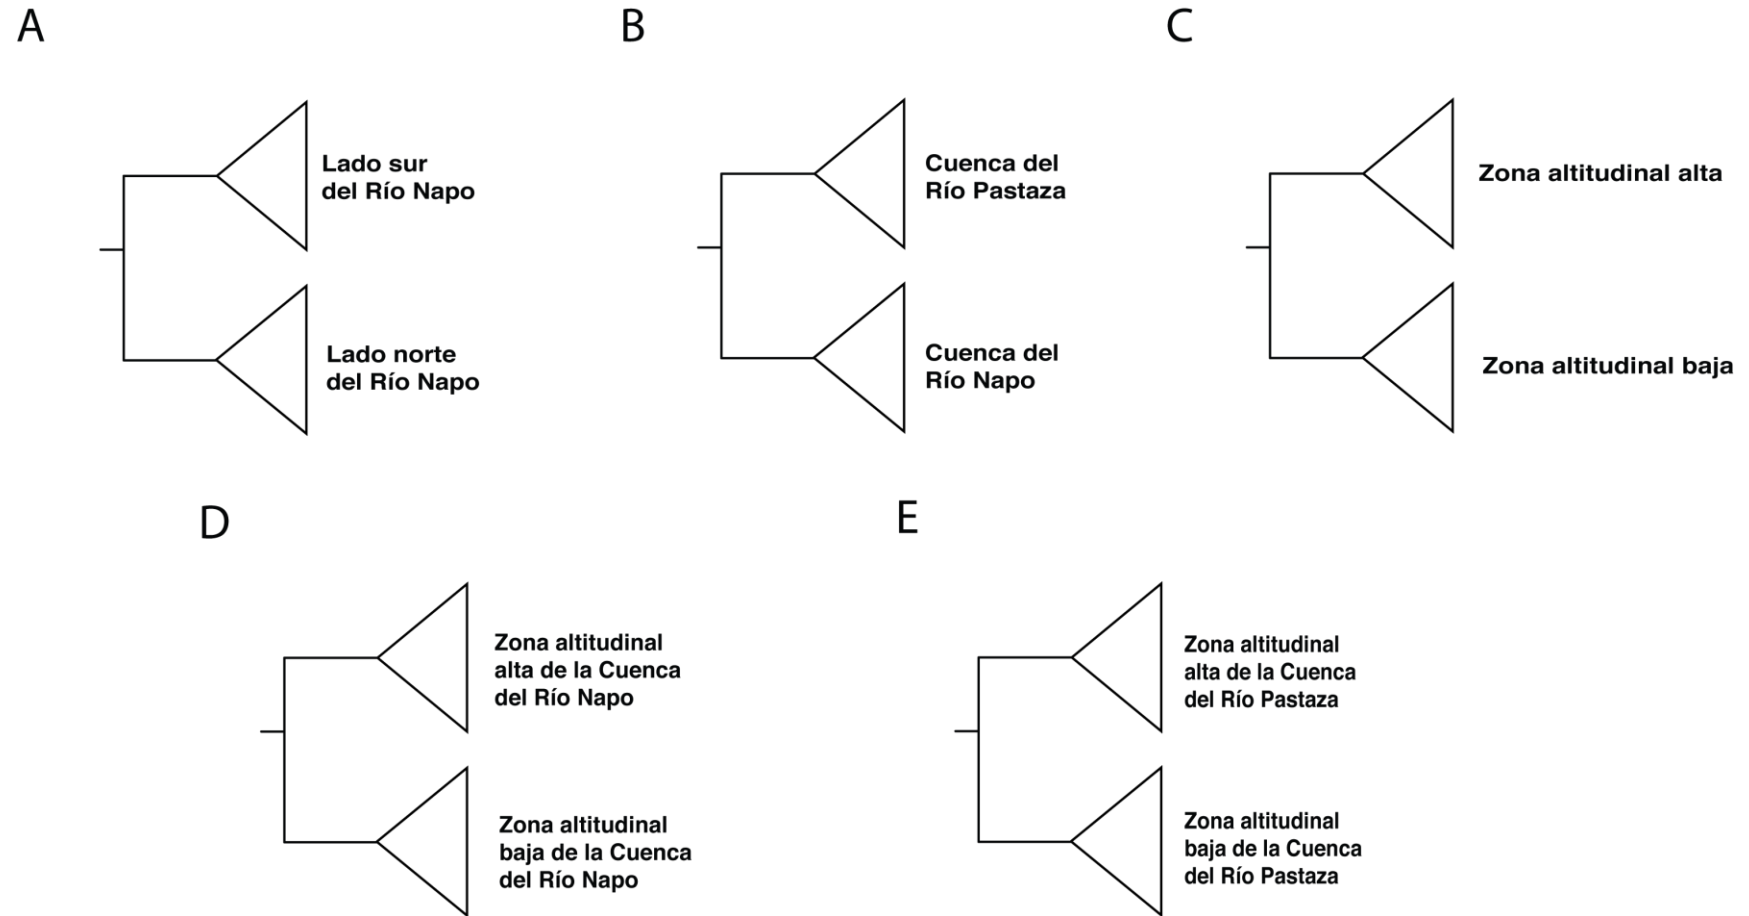 A
Lado sur
del Río Napo
Lado norte
del Río Napo
B
Cuenca del
Río Pastaza
Cuenca del
Río Napo
C
Zona altitudinal alta
Zona altitudinal baja
D
Zona altitudinal
alta de la Cuenca
del Río Napo
Zona altitudinal
baja de la Cuenca
del Río Napo
E
Zona altitudinal
alta de la Cuenca
del Río Pastaza
Zona altitudinal
baja de la Cuenca
del Río Pastaza